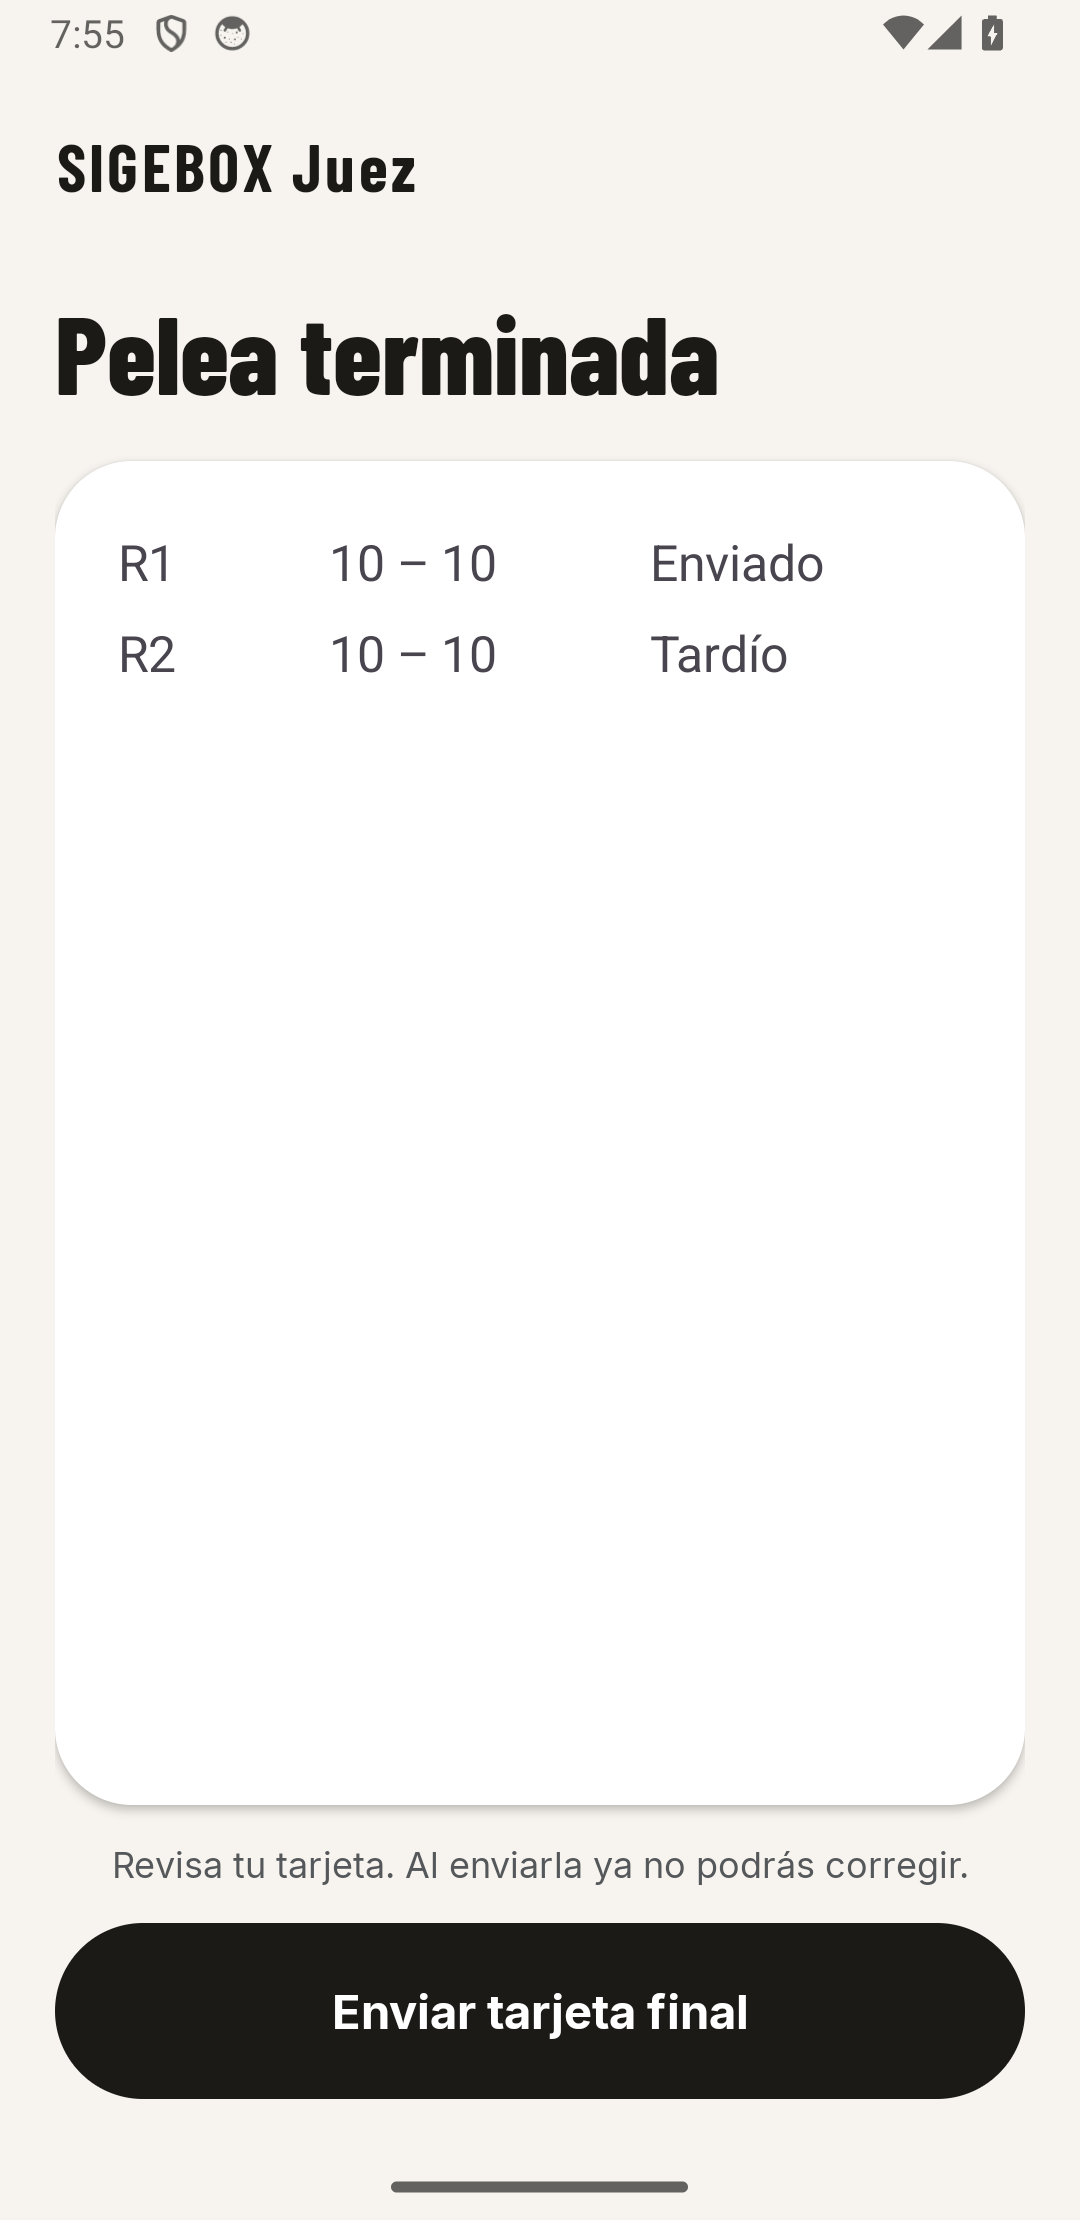 7:55
SIGEBOX Juez
Pelea terminada
R1 10 – 10 Enviado
R2 10 – 10 Tardío
Revisa tu tarjeta. Al enviarla ya no podrás corregir.
Enviar tarjeta final